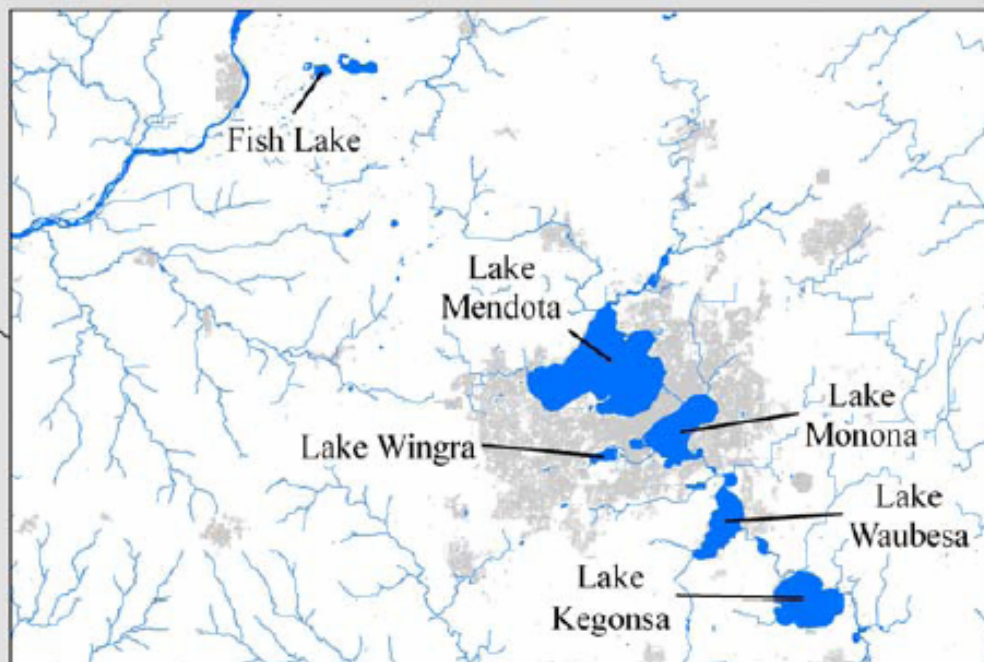 Fish Lake
Lake
Mendota
Lake
Monona
Lake Wingra
Lake
Waubesa
Lake
Kegonsa